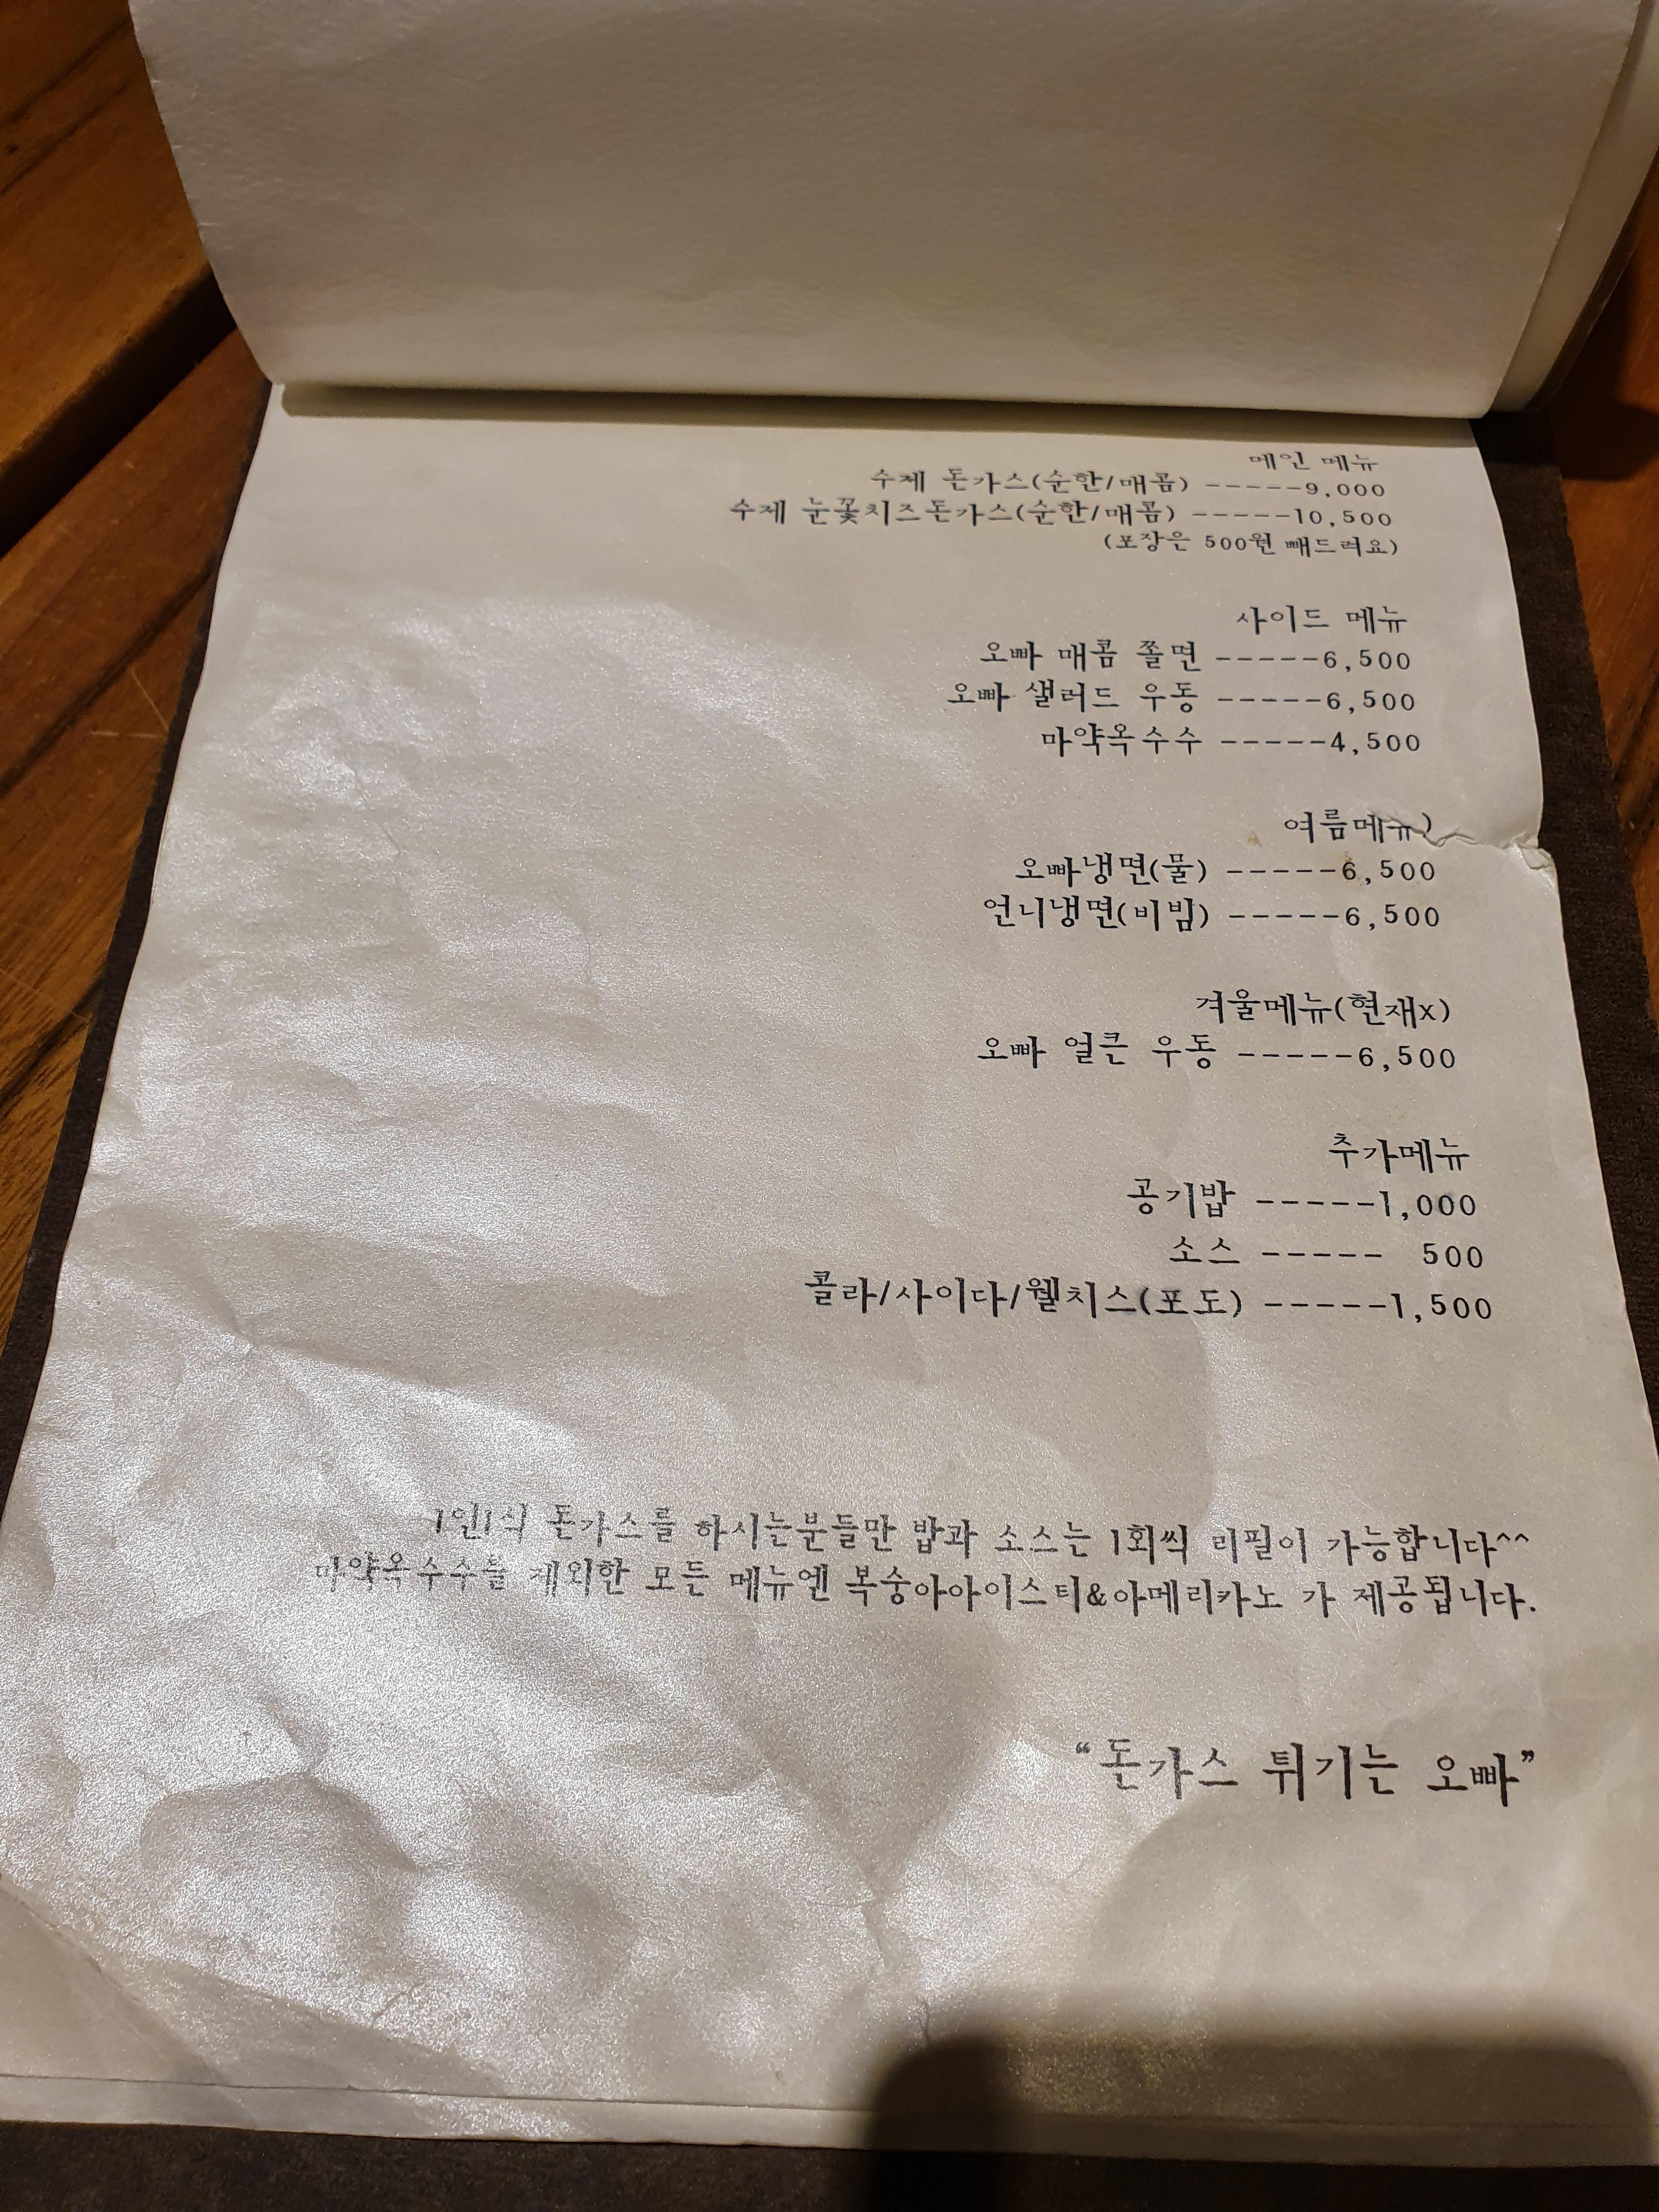 메인 메뉴
수제 돈가스(순한/매콤) -----9,000
수제 눈꽃치즈돈가스(순한/매콤) -----10,500
(포장은 500원 빼드려요)
사이드 메뉴
오빠 매콤 쫄면 -----6,500
오빠 샐러드 우동 -----6,500
마약옥수수 -----4,500
여름메뉴)
오빠냉면(물) -----6,500
언니냉면(비빔) -----6,500
겨울메뉴(현재x)
오빠 얼큰 우동 -----6,500
추가메뉴
공기밥 -----1,000
소스 ----- 500
콜라/사이다/웰치스(포도) -----1,500
1인1식 돈가스를 하시는분들만 밥과 소스는 1회씩 리필이 가능합니다^^
마약옥수수를 제외한 모든 메뉴엔 복숭아아이스티&아메리카노 가 제공됩니다.
“돈가스 튀기는 오빠”